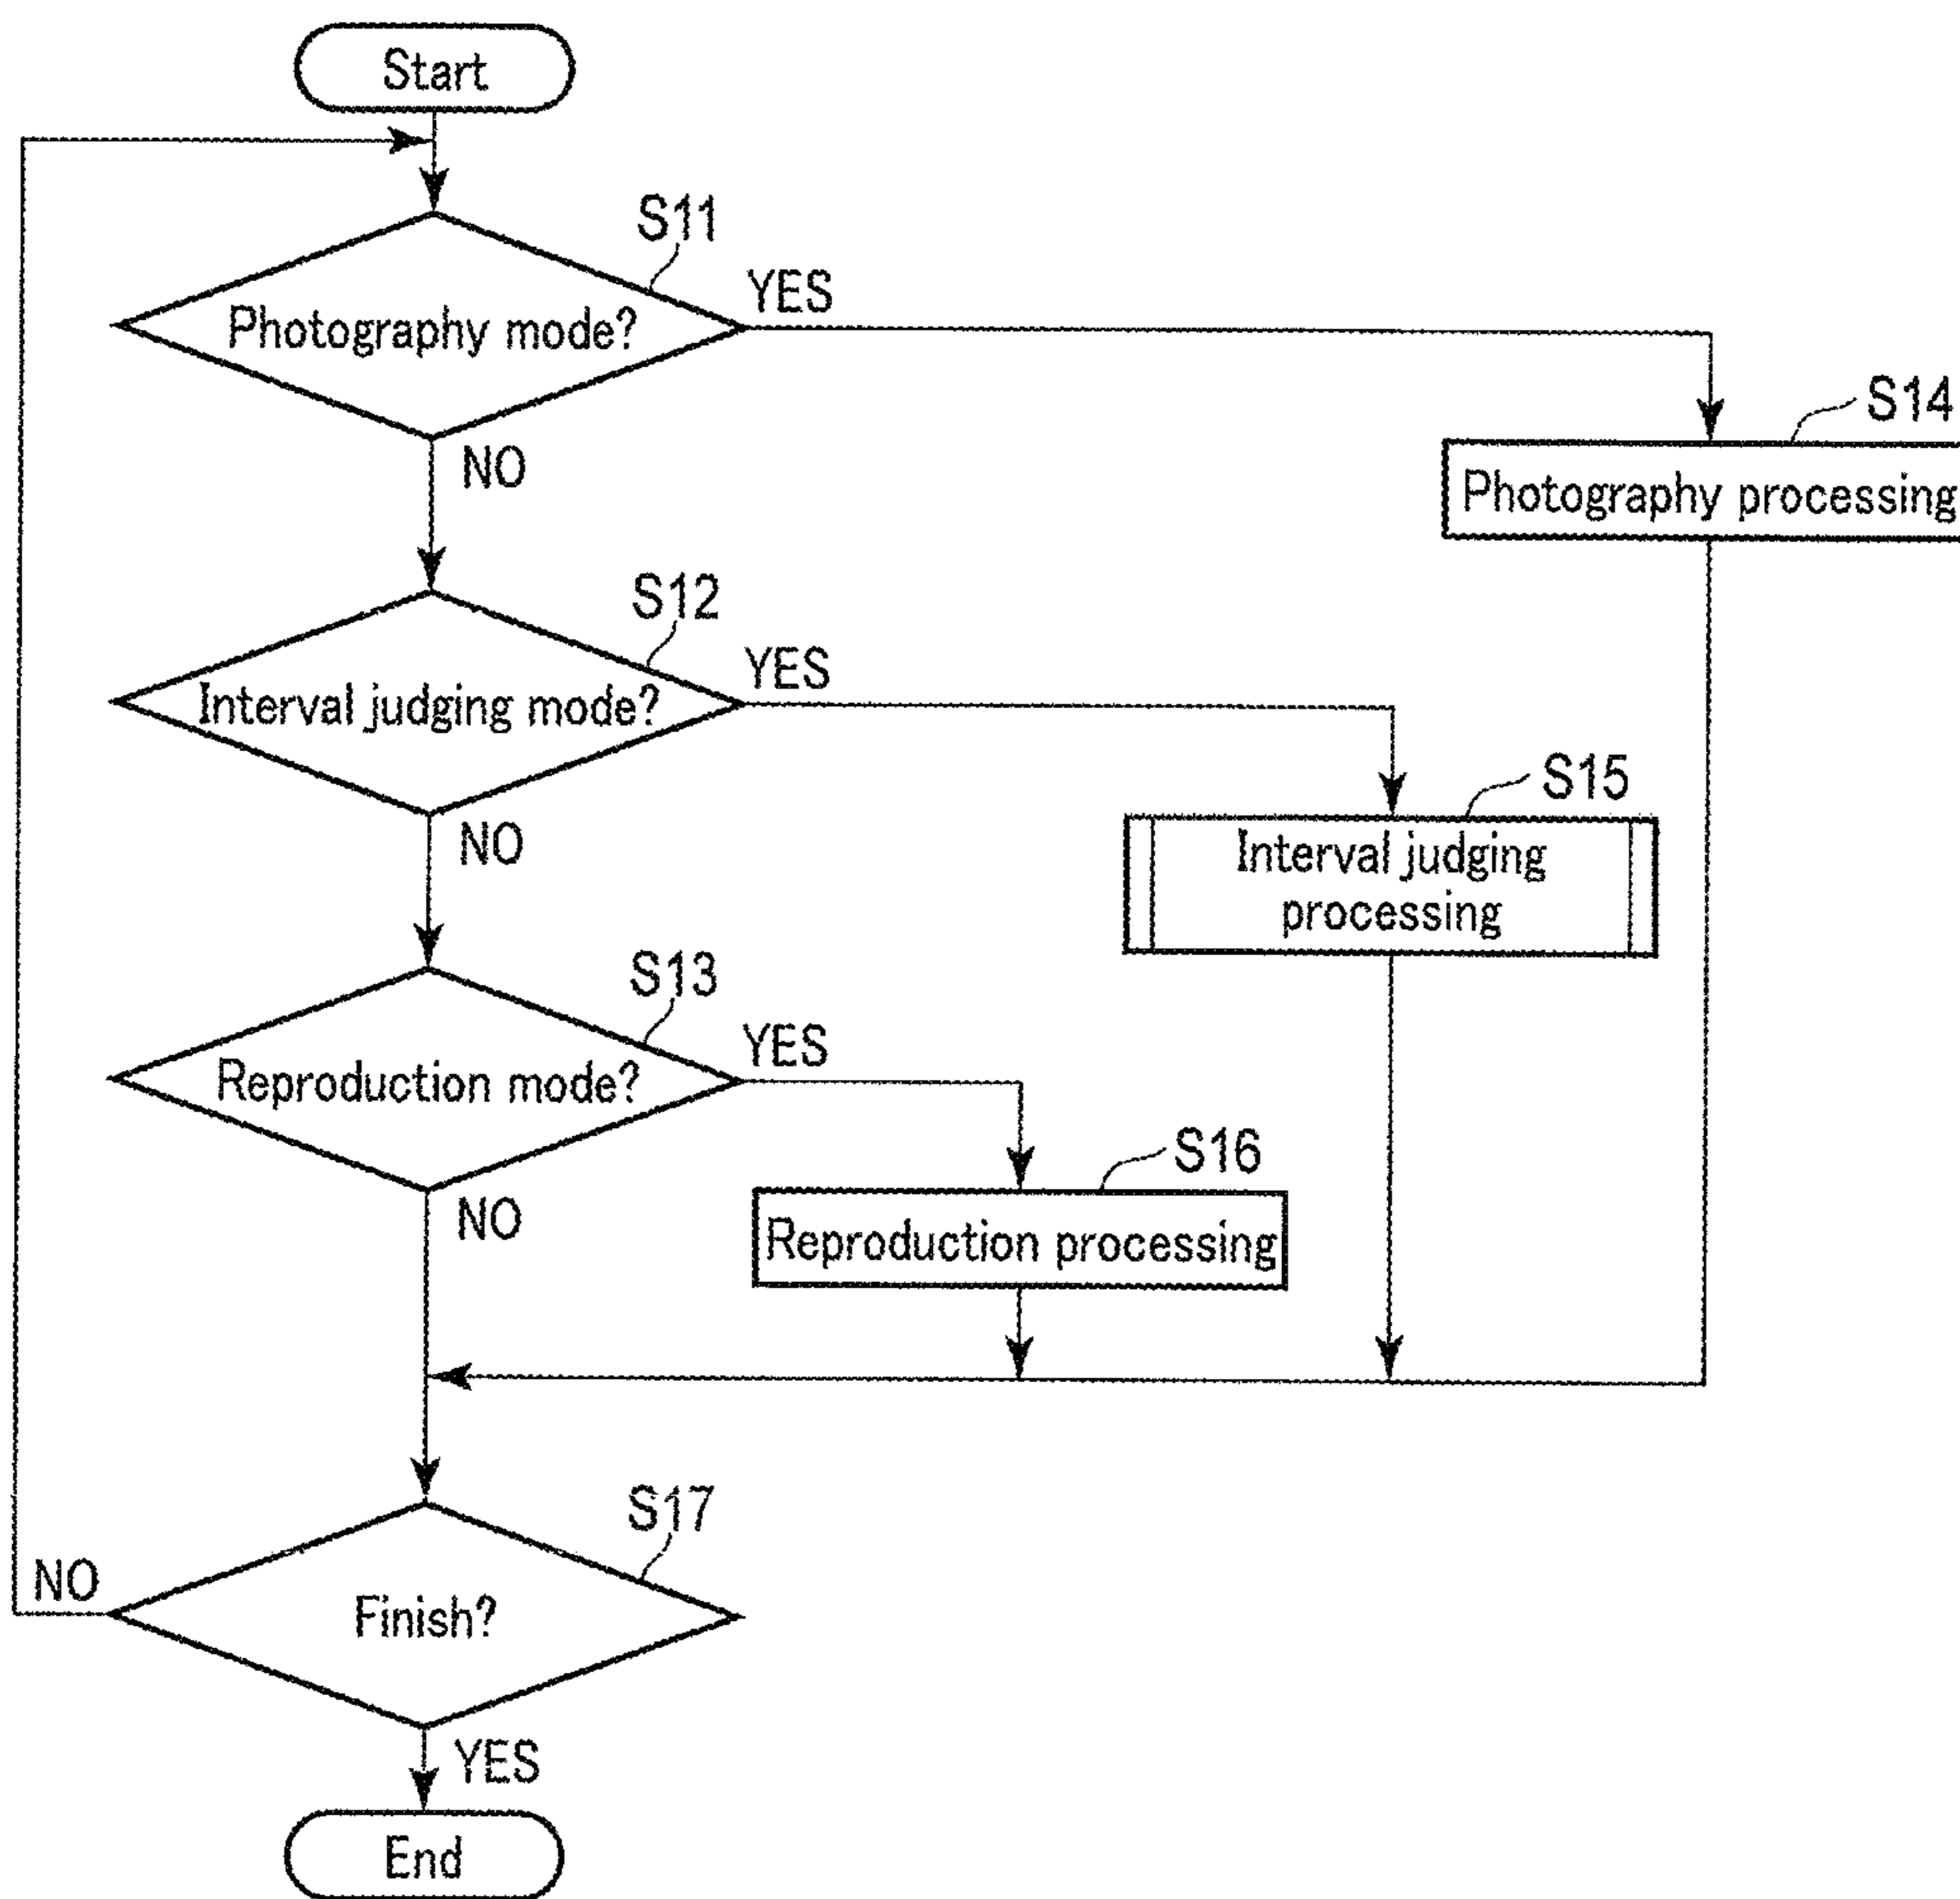 Start
S11
Photography mode?
YES
NO
S14
Photography processing
S12
Interval judging mode?
YES
NO
S15
Interval judging
processing
S13
Reproduction mode?
YES
NO
S16
Reproduction processing
S17
Finish?
NO
YES
End